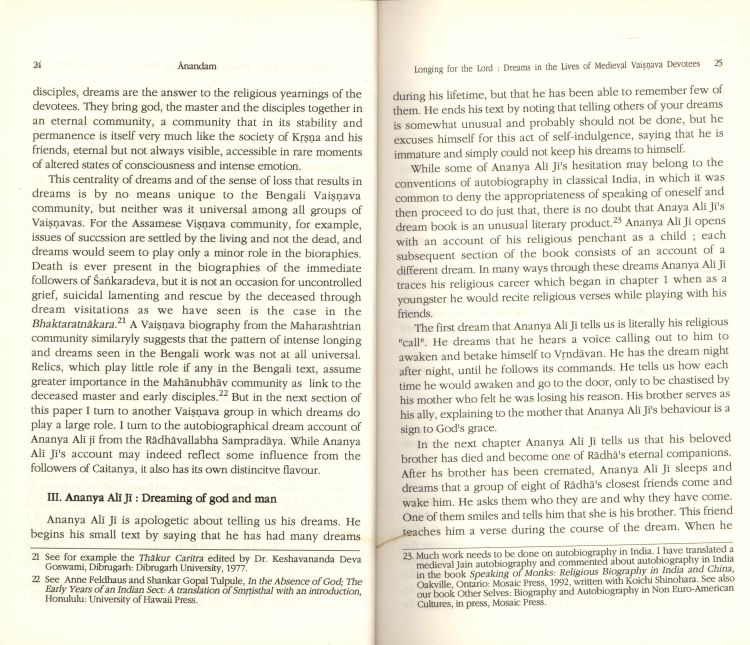 24 Ānandam
disciples, dreams are the answer to the religious yearnings of the
devotees. They bring god, the master and the disciples together in
an eternal community, a community that in its stability and
permanence is itself very much like the society of Kṛṣṇa and his
friends, eternal but not always visible, accessible in rare moments
of altered states of consciousness and intense emotion.
This centrality of dreams and of the sense of loss that results in
dreams is by no means unique to the Bengali Vaiṣṇava
community, but neither was it universal among all groups of
Vaiṣṇavas. For the Assamese Viṣṇava community, for example,
issues of succssion are settled by the living and not the dead, and
dreams would seem to play only a minor role in the bioraphies.
Death is ever present in the biographies of the immediate
followers of Śaṅkaradeva, but it is not an occasion for uncontrolled
grief, suicidal lamenting and rescue by the deceased through
dream visitations as we have seen is the case in the
Bhaktaratnākara.21 A Vaiṣṇava biography from the Maharashtrian
community similaryly suggests that the pattern of intense longing
and dreams seen in the Bengali work was not at all universal.
Relics, which play little role if any in the Bengali text, assume
greater importance in the Mahānubhāv community as link to the
deceased master and early disciples.22 But in the next section of
this paper I turn to another Vaiṣṇava group in which dreams do
play a large role. I turn to the autobiographical dream account of
Ananya Alī jī from the Rādhāvallabha Sampradāya. While Ananya
Alī Jī's account may indeed reflect some influence from the
followers of Caitanya, it also has its own distincitve flavour.
III. Ananya Alī Jī : Dreaming of god and man
Ananya Alī Jī is apologetic about telling us his dreams. He
begins his small text by saying that he has had many dreams
21 See for example the Ṭhākur Caritra edited by Dr. Keshavananda Deva
Goswami, Dibrugarh: Dibrugarh University, 1977.
22 See Anne Feldhaus and Shankar Gopal Tulpule, In the Absence of God; The
Early Years of an Indian Sect: A translation of Smṛtisthal with an introduction,
Honululu: University of Hawaii Press.
Longing for the Lord : Dreams in the Lives of Medieval Vaiṣṇava Devotees 25
during his lifetime, but that he has been able to remember few of
them. He ends his text by noting that telling others of your dreams
is somewhat unusual and probably should not be done, but he
excuses himself for this act of self-indulgence, saying that he is
immature and simply could not keep his dreams to himself.
While some of Ananya Alī Jī's hesitation may belong to the
conventions of autobiography in classical India, in which it was
common to deny the appropriateness of speaking of oneself and
then proceed to do just that, there is no doubt that Anaya Alī Jī's
dream book is an unusual literary product.23 Ananya Alī Jī opens
with an account of his religious penchant as a child ; each
subsequent section of the book consists of an account of a
different dream. In many ways through these dreams Ananya Alī Jī
traces his religious career which began in chapter 1 when as a
youngster he would recite religious verses while playing with his
friends.
The first dream that Ananya Alī Jī tells us is literally his religious
"call". He dreams that he hears a voice calling out to him to
awaken and betake himself to Vṛndāvan. He has the dream night
after night, until he follows its commands. He tells us how each
time he would awaken and go to the door, only to be chastised by
his mother who felt he was losing his reason. His brother serves as
his ally, explaining to the mother that Ananya Alī Jī's behaviour is a
sign to God's grace.
In the next chapter Ananya Alī Jī tells us that his beloved
brother has died and become one of Rādhā's eternal companions.
After hs brother has been cremated, Ananya Alī Jī sleeps and
dreams that a group of eight of Rādhā's closest friends come and
wake him. He asks them who they are and why they have come.
One of them smiles and tells him that she is his brother. This friend
teaches him a verse during the course of the dream. When he
23. Much work needs to be done on autobiography in India. I have translated a
medieval Jain autobiography and commented about autobiography in India
in the book Speaking of Monks: Religious Biography in India and China,
Oakville, Ontario: Mosaic Press, 1992, written with Koichi Shinohara. See also
our book Other Selves: Biography and Autobiography in Non Euro-American
Cultures, in press, Mosaic Press.